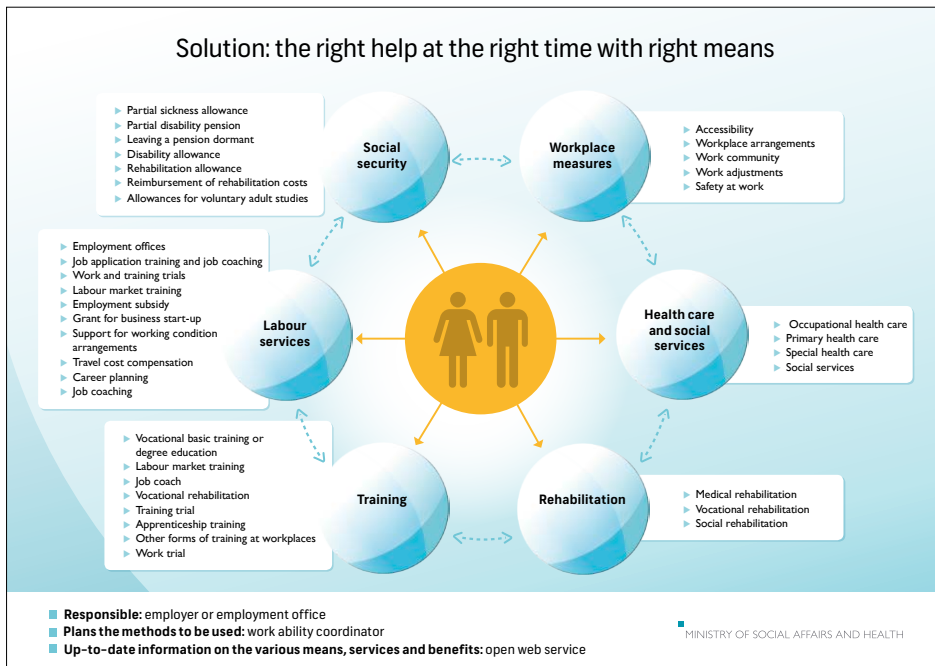 Solution: the right help at the right time with right means
Partial sickness allowance
Partial disability pension
Leaving a pension dormant
Disability allowance
Rehabilitation allowance
Reimbursement of rehabilitation costs
Allowances for voluntary adult studies
Social
security
Workplace
measures
Accessibility
Workplace arrangements
Work community
Work adjustments
Safety at work
Employment offices
Job application training and job coaching
Work and training trials
Labour market training
Employment subsidy
Grant for business start-up
Support for working condition
arrangements
Travel cost compensation
Career planning
Job coaching
Labour
services
Health care
and social
services
Occupational health care
Primary health care
Special health care
Social services
Vocational basic training or
degree education
Labour market training
Job coach
Vocational rehabilitation
Training trial
Apprenticeship training
Other forms of training at workplaces
Work trial
Training
Rehabilitation
Medical rehabilitation
Vocational rehabilitation
Social rehabilitation
Responsible: employer or employment office
Plans the methods to be used: work ability coordinator
Up-to-date information on the various means, services and benefits: open web service
MINISTRY OF SOCIAL AFFAIRS AND HEALTH